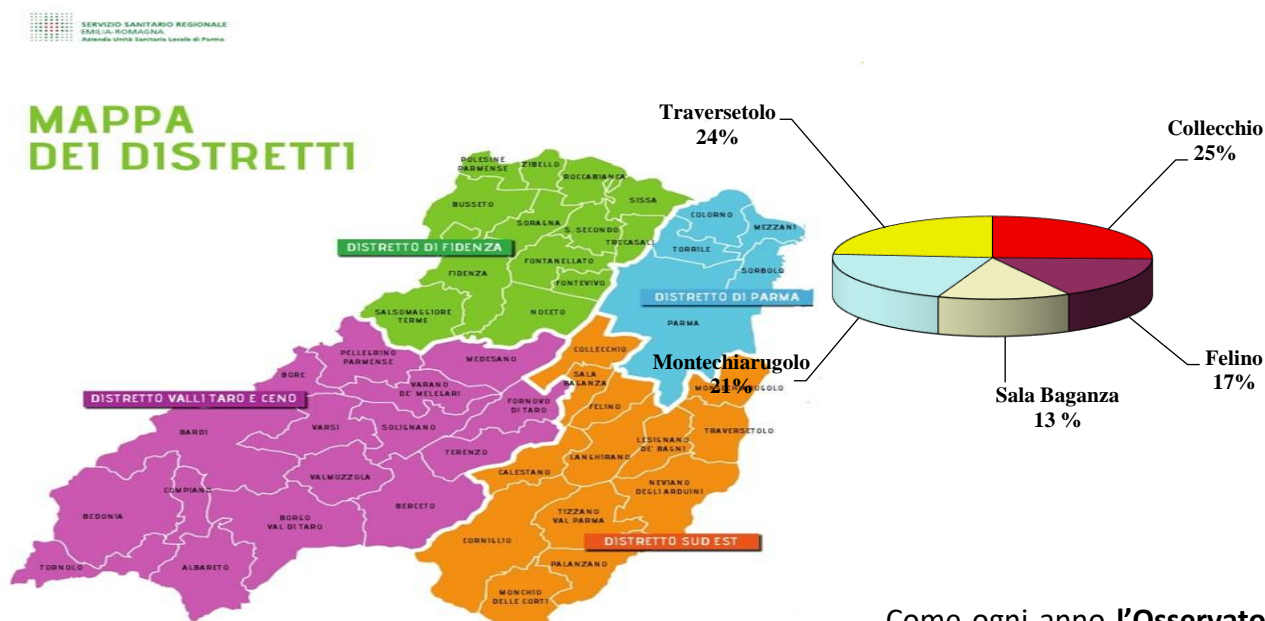 SERVIZIO SANITARIO REGIONALE
EMILIA-ROMAGNA
Azienda Unità Sanitaria Locale di Parma
MAPPA
DEI DISTRETTI
POLESINE
PARMENSE
ZIBELLO
ROCCABIANCA
BUSSETO
SISSA
SORAGNA
S. SECONDO
TRECASALI
DISTRETTO DI FIDENZA
FONTANELLATO
FIDENZA
FONTEVIVO
SALSOMAGGIORE
TERME
NOCETO
COLORNO
MEZZANI
TORRILE
SORBOLO
DISTRETTO DI PARMA
PARMA
PELLEGRINO
PARMENSE
MEDESANO
BORE
VARANO
DE' MELEGARI
FORNOVO
DI TARO
DISTRETTO VALLI TARO E CENO
BARDI
VARSI
SOLIGNANO
TERENZO
VALMOZZOLA
COMPIANO
BEDONIA
BORGO
VAL DI TARO
BERCETO
TORNOLO
ALBARETO
COLLECCHIO
SALA
BAGANZA
MONTECHIARUGOLO
FELINO
TRAVERSETOLO
LESIGNANO
DE' BAGNI
LANGHIRANO
CALESTANO
NEVIANO
DEGLI ARDUINI
TIZZANO
VAL PARMA
CORNIGLIO
DISTRETTO SUD EST
PALANZANO
MONCHIO
DELLE CORTI
Traversetolo
24%
Collecchio
25%
Montechiarugolo
21%
Sala Baganza
13 %
Felino
17%
Come ogni anno l'Osservato